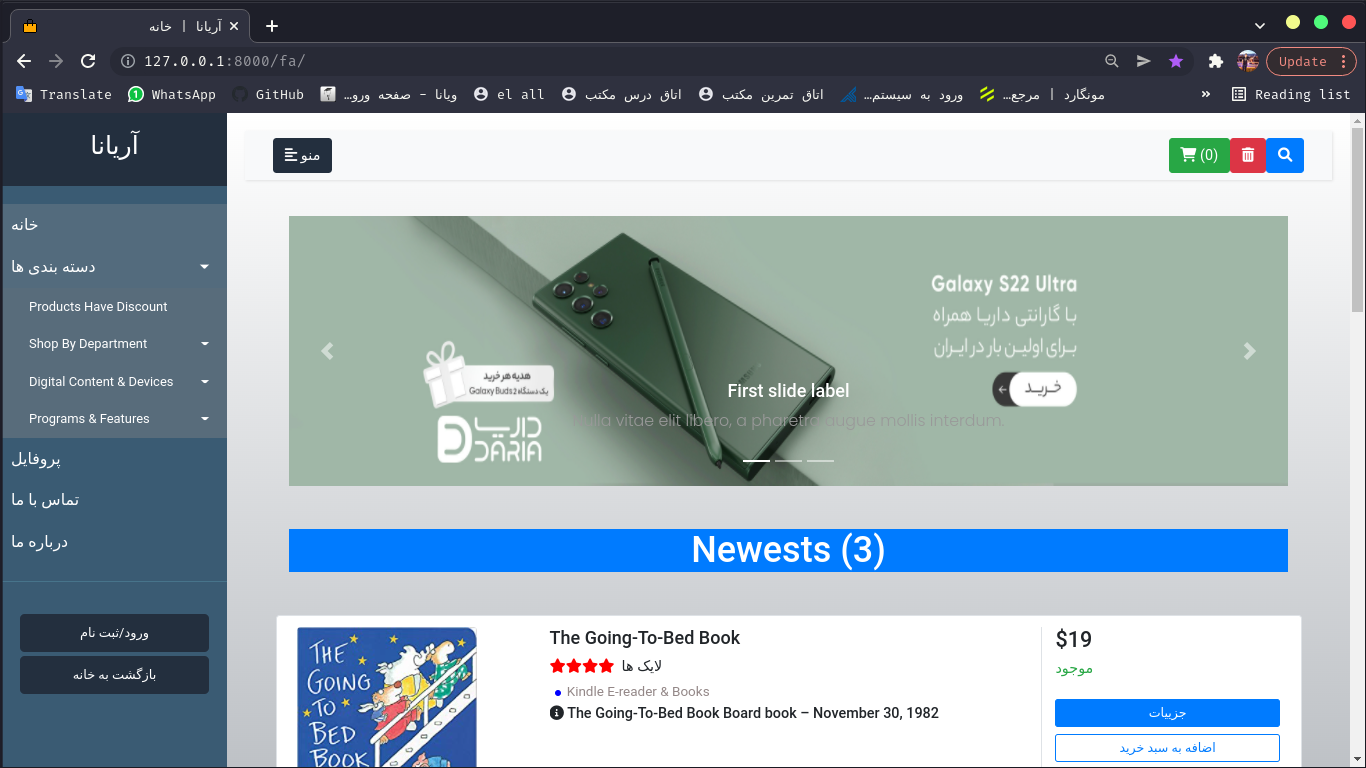 آریانا | خانه
127.0.0.1:8000/fa/
Update
Translate
WhatsApp
GitHub
ویانا - صفحه ورو...
el all
اتاق درس مکتب
اتاق تمرین مکتب
ورود به سیستم...
مونگارد | مرجع...
»
Reading list
آریانا
منو
(0)
خانه
دسته بندی ها
Products Have Discount
Shop By Department
Digital Content & Devices
Programs & Features
پروفایل
تماس با ما
درباره ما
ورود/ثبت نام
بازگشت به خانه
Galaxy S22 Ultra
با گارانتی داریا همراه
برای اولین بار در ایران
خرید
هدیه هر خرید
یک دستگاه Galaxy Buds 2
داریا
DARIA
First slide label
Nulla vitae elit libero, a pharetra augue mollis interdum.
Newests (3)
THE
GOING
TO
BED
BOOK
The Going-To-Bed Book
لایک ها
Kindle E-reader & Books
The Going-To-Bed Book Board book – November 30, 1982
$19
موجود
جزییات
اضافه به سبد خرید